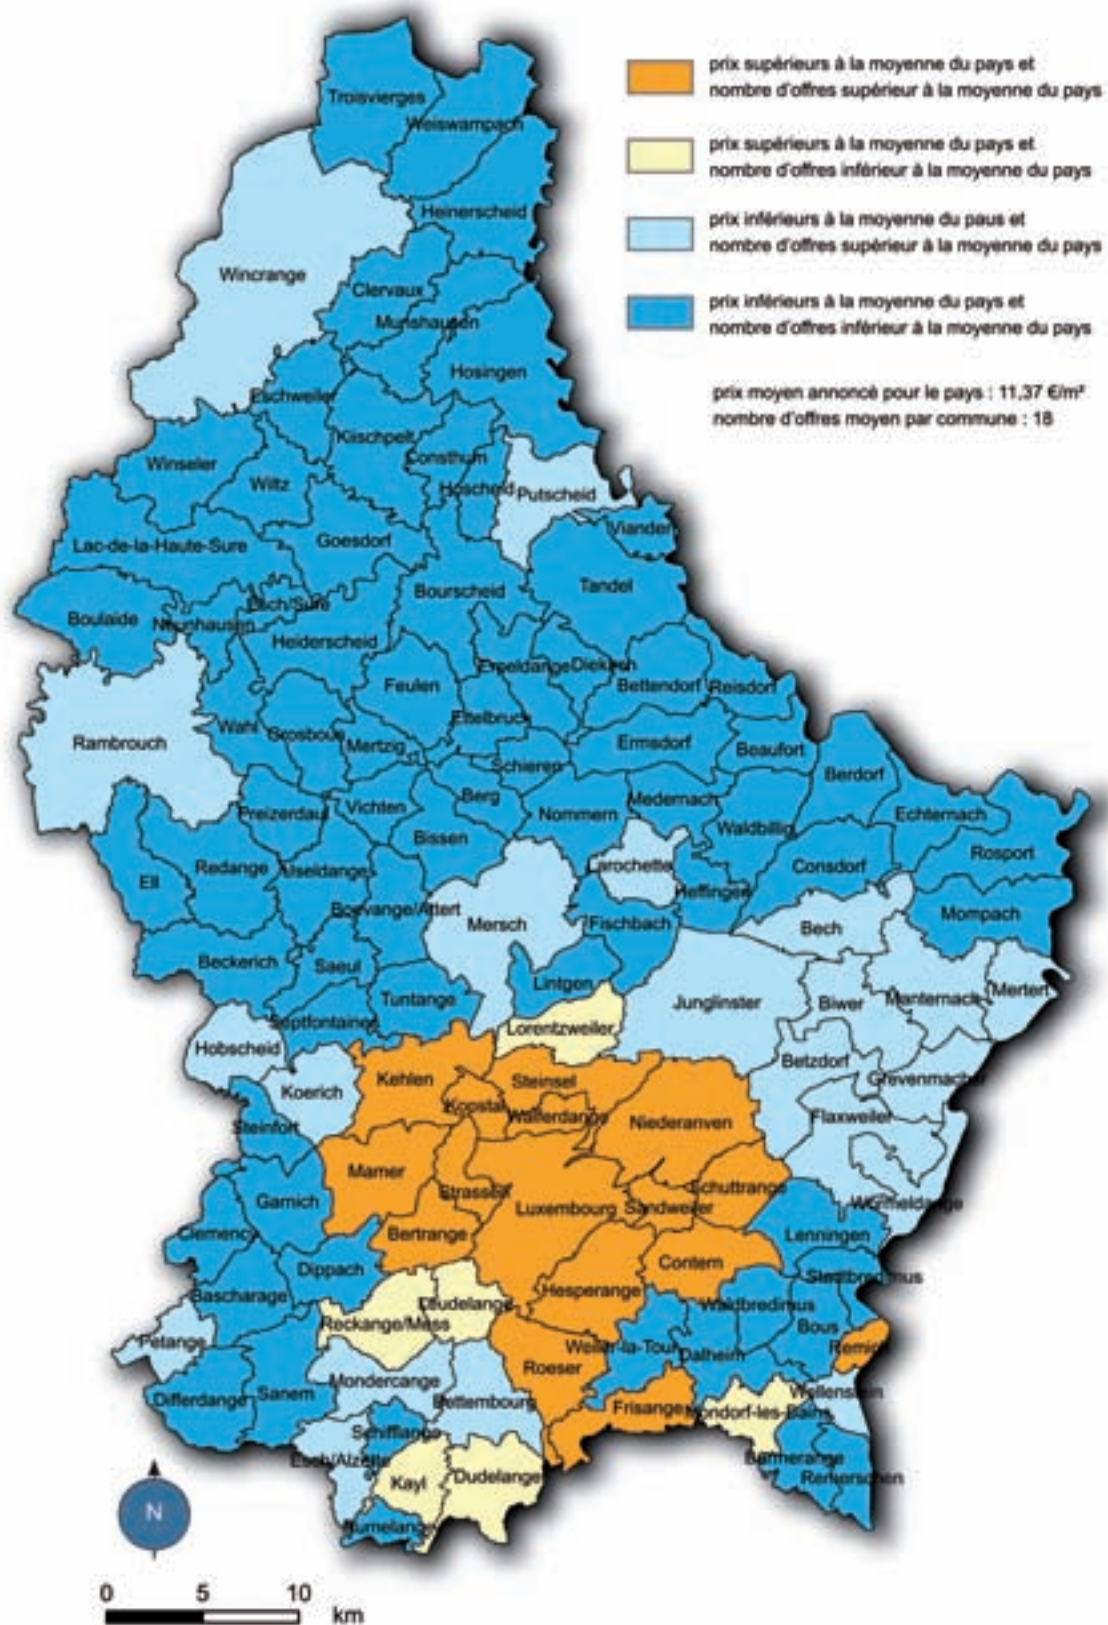 prix supérieurs à la moyenne du pays et
nombre d'offres supérieur à la moyenne du pays
prix supérieurs à la moyenne du pays et
nombre d'offres inférieur à la moyenne du pays
prix inférieurs à la moyenne du paus et
nombre d'offres supérieur à la moyenne du pays
prix inférieurs à la moyenne du pays et
nombre d'offres inférieur à la moyenne du pays
prix moyen annoncé pour le pays : 11,37 €/m²
nombre d'offres moyen par commune : 18
Troisvierges
Weiswampach
Heinerscheid
Wincrange
Clervaux
Munshausen
Hosingen
Eschweiler
Kiischpelt
Consthum
Winseler
Wiltz
Hoscheid
Putscheid
Vianden
Lac-de-la-Haute-Sure
Goesdorf
Bourscheid
Tandel
Boulaide
Neunhausen
Esch/Sure
Heiderscheid
Feulen
Erpeldange
Diekirch
Bettendorf
Reisdorf
Rambrouch
Wahl
Grosbous
Mertzig
Ettelbruck
Schieren
Ermsdorf
Beaufort
Berdorf
Preizerdaul
Vichten
Berg
Bissen
Nommern
Medernach
Waldbillig
Echternach
Rosport
Ell
Redange
Useldange
Larochette
Heffingen
Consdorf
Boevange/Attert
Mersch
Fischbach
Bech
Mompach
Beckerich
Saeul
Tuntange
Lintgen
Junglinster
Biwer
Manternach
Mertert
Septfontaines
Lorentzweiler
Hobscheid
Koerich
Kehlen
Steinsel
Betzdorf
Grevenmacher
Kopstal
Walferdange
Niederanven
Flaxweiler
Steinfort
Mamer
Strassen
Luxembourg
Sandweiler
Schuttrange
Wormeldange
Garnich
Clemency
Bertrange
Contern
Lenningen
Dippach
Hesperange
Stadtbredimus
Bascharage
Reckange/Mess
Leudelange
Waldbredimus
Bous
Remich
Petange
Weiler-la-Tour
Dalheim
Roeser
Mondercange
Bettembourg
Differdange
Sanem
Frisange
Mondorf-les-Bains
Wellenstein
Schifflange
Esch/Alzette
Kayl
Dudelange
Burmerange
Remerschen
Rumelange
N
0 5 10
km